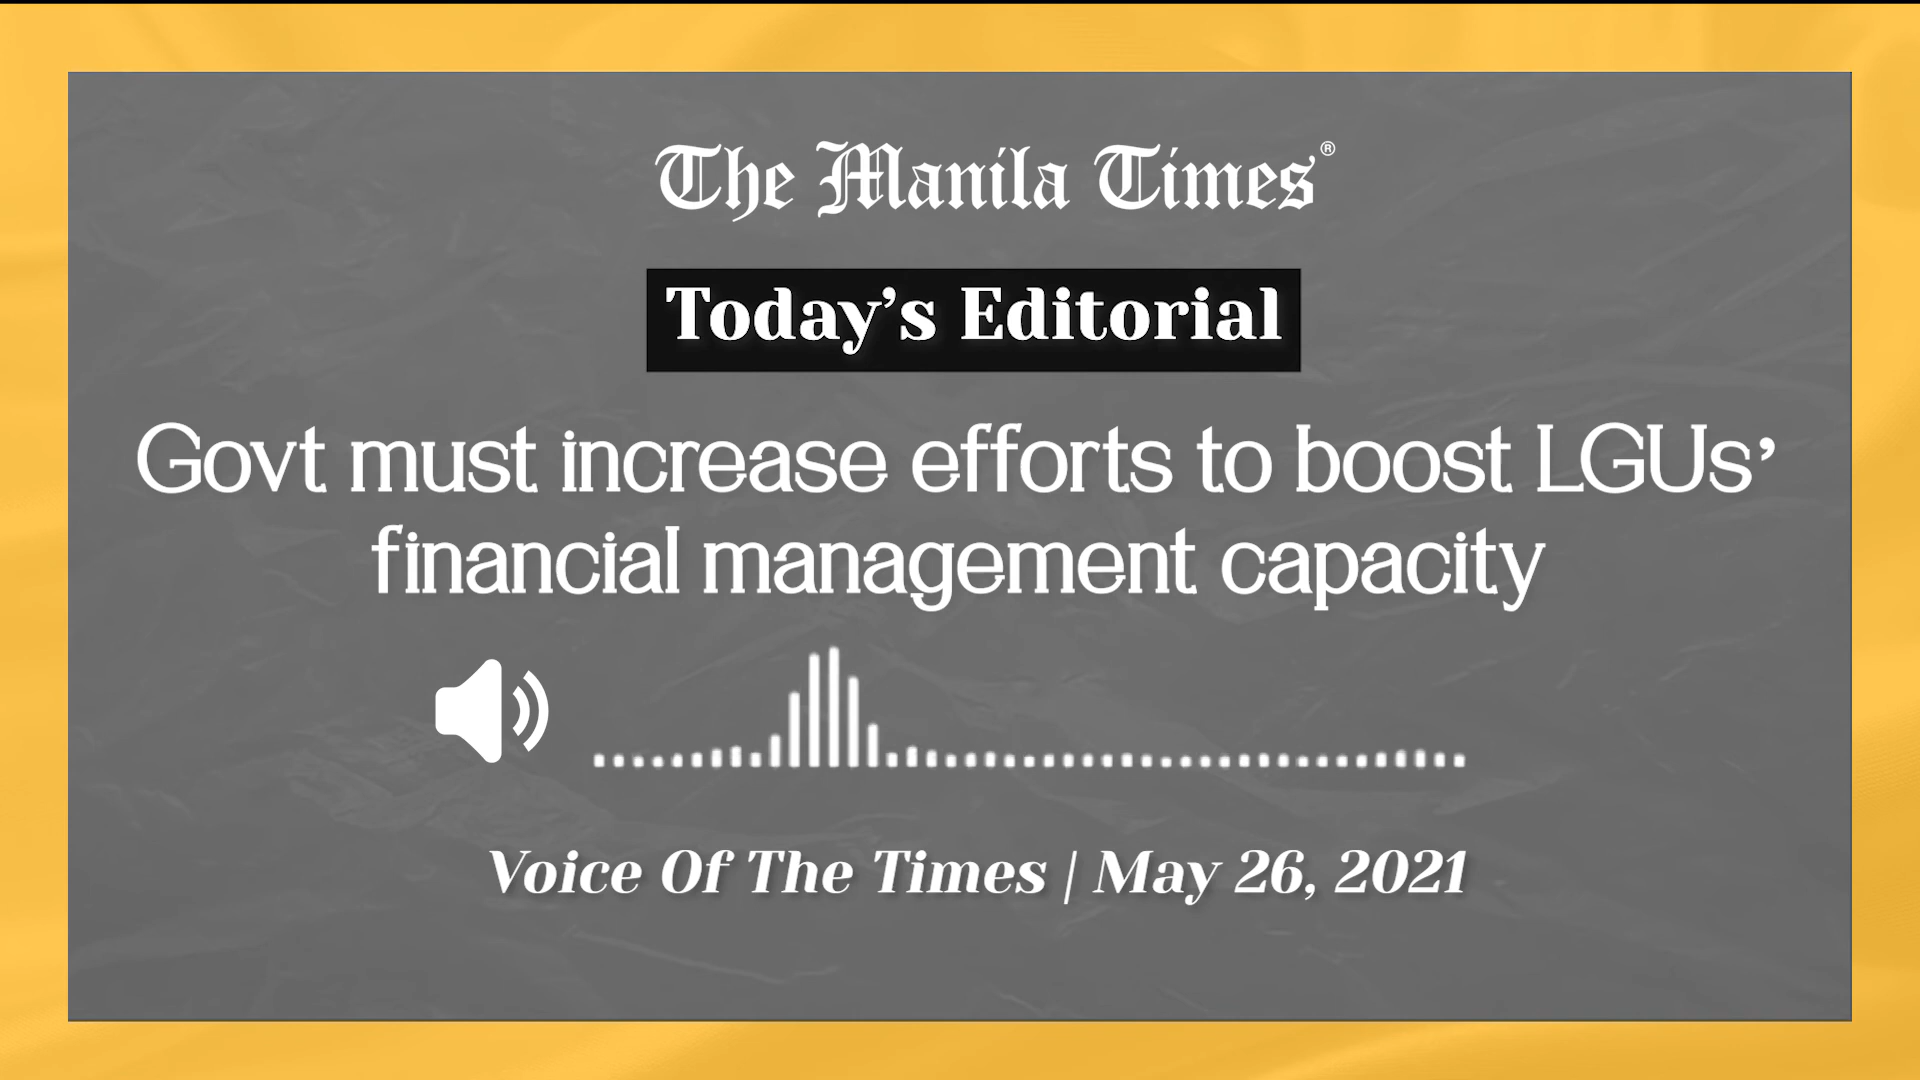 The Manila Times®
Today's Editorial
Govt must increase efforts to boost LGUs'
financial management capacity
Voice Of The Times | May 26, 2021